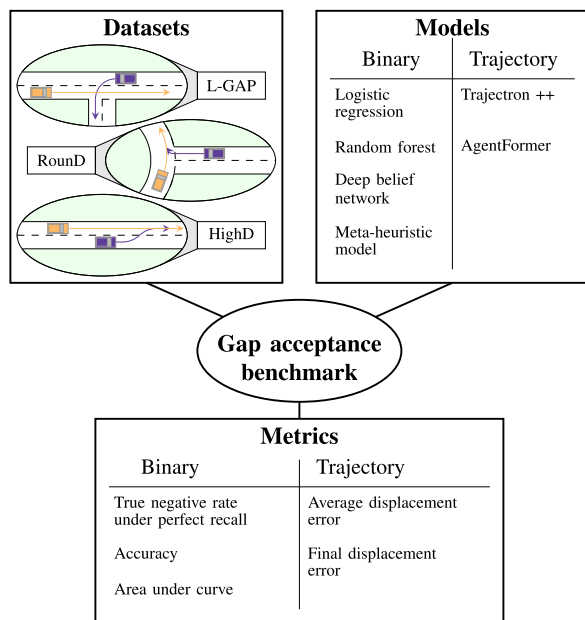 Datasets
L-GAP
RounD
HighD
Models
Binary
Trajectory
Logistic
regression
Trajectron ++
Random forest
AgentFormer
Deep belief
network
Meta-heuristic
model
Gap acceptance
benchmark
Metrics
Binary
Trajectory
True negative rate
under perfect recall
Average displacement
error
Accuracy
Final displacement
error
Area under curve